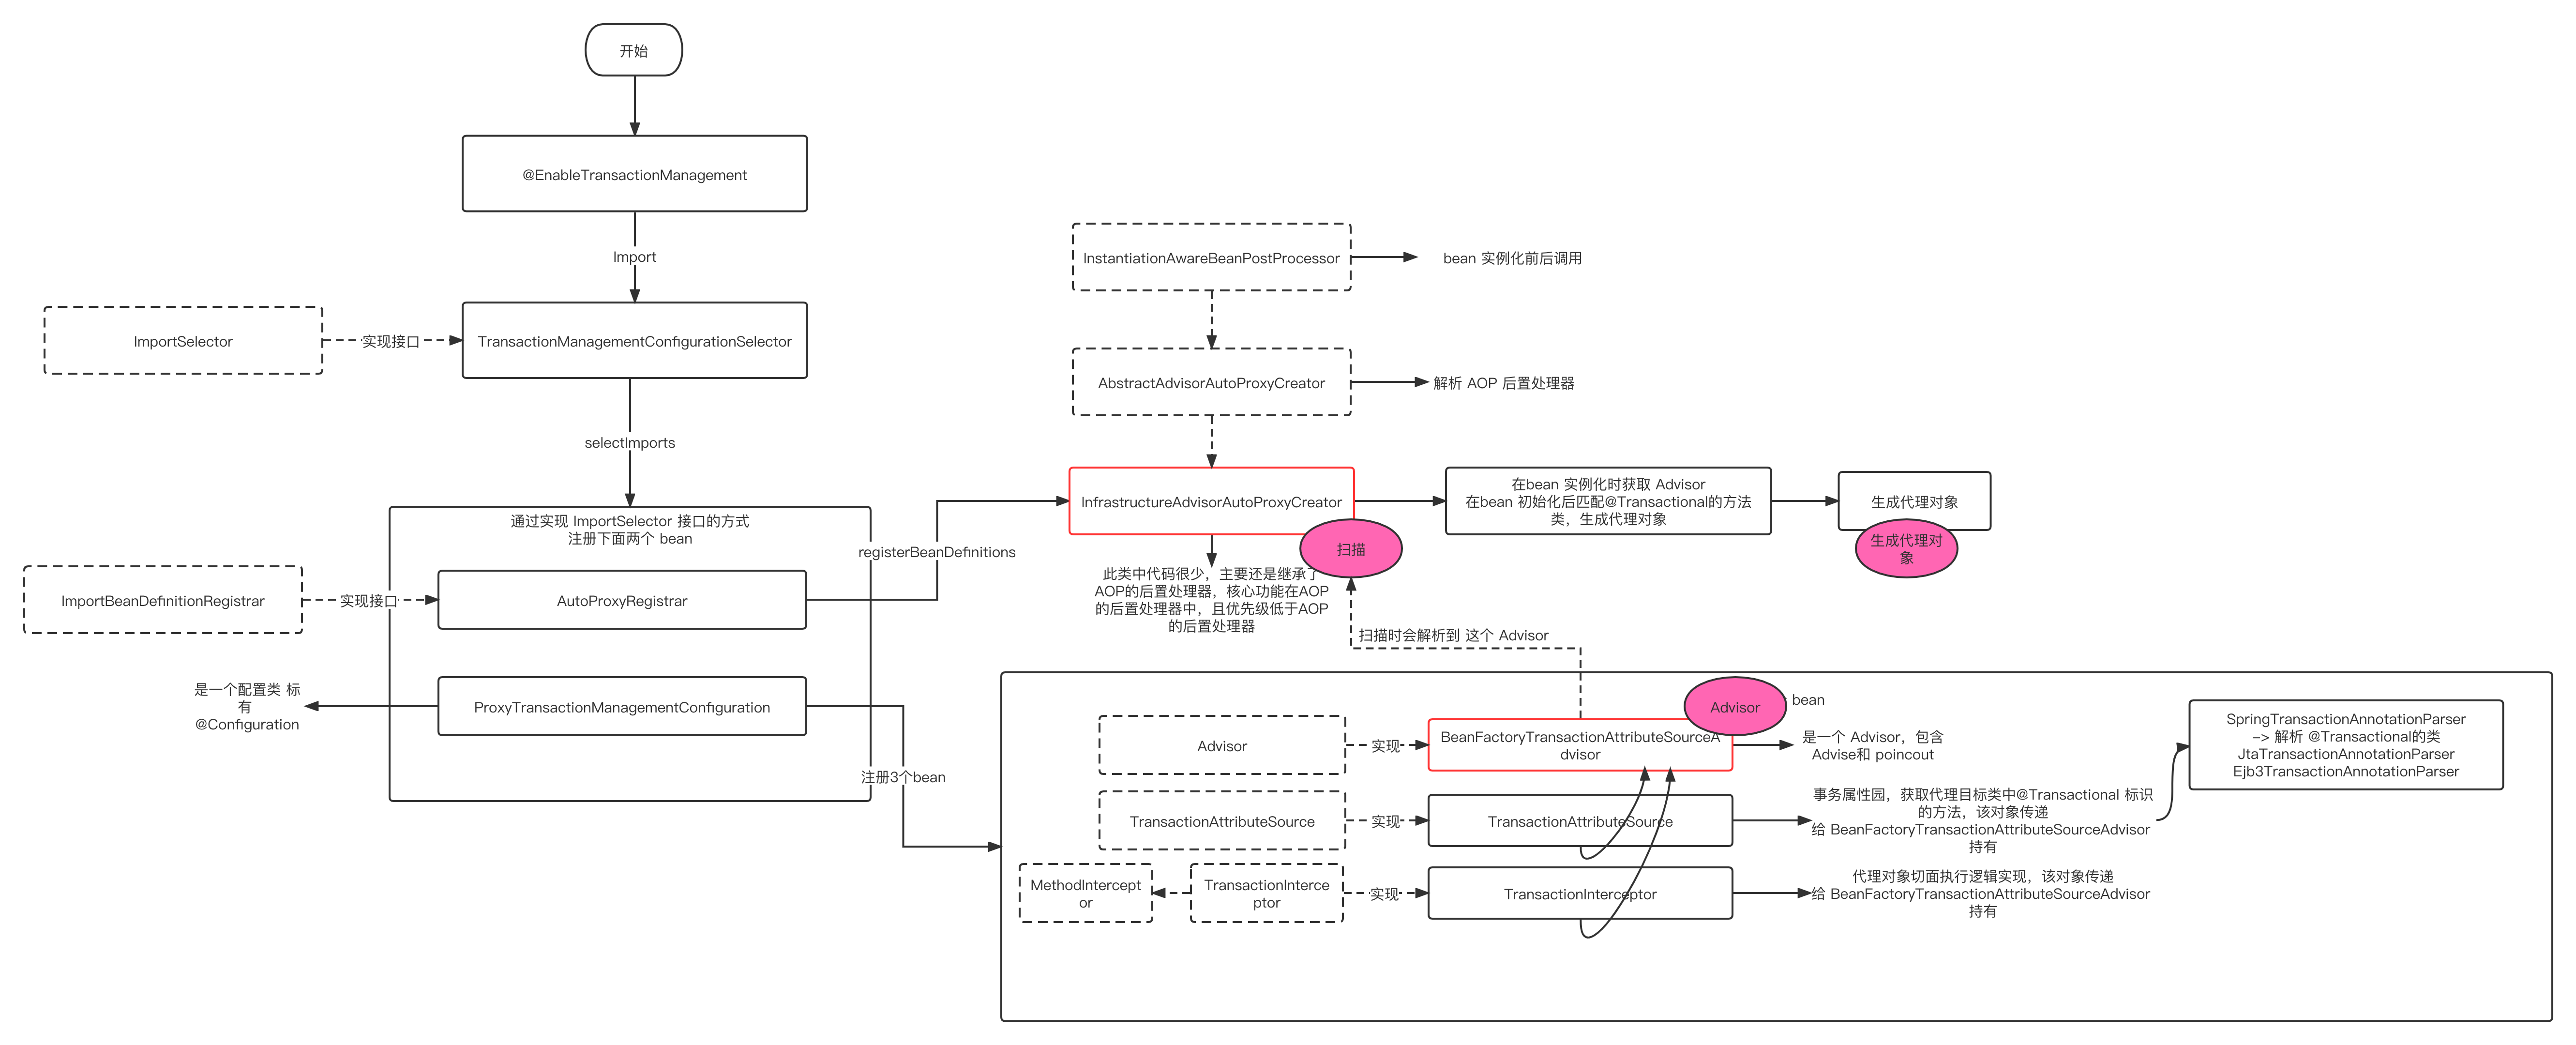 开始
@EnableTransactionManagement
Import
ImportSelector
实现接口
TransactionManagementConfigurationSelector
selectImports
通过实现 ImportSelector 接口的方式
注册下面两个 bean
ImportBeanDefinitionRegistrar
实现接口
AutoProxyRegistrar
registerBeanDefinitions
是一个配置类 标
有
@Configuration
ProxyTransactionManagementConfiguration
注册3个bean
InstantiationAwareBeanPostProcessor
bean 实例化前后调用
AbstractAdvisorAutoProxyCreator
解析 AOP 后置处理器
InfrastructureAdvisorAutoProxyCreator
在bean 实例化时获取 Advisor
在bean 初始化后匹配@Transactional的方法
类，生成代理对象
生成代理对象
扫描
生成代理对
象
此类中代码很少，主要还是继承了
AOP的后置处理器，核心功能在AOP
的后置处理器中，且优先级低于AOP
的后置处理器
扫描时会解析到 这个 Advisor
Advisor
bean
Advisor
实现
BeanFactoryTransactionAttributeSourceA
dvisor
是一个 Advisor，包含
Advise和 poincout
SpringTransactionAnnotationParser
-> 解析 @Transactional的类
JtaTransactionAnnotationParser
Ejb3TransactionAnnotationParser
TransactionAttributeSource
实现
TransactionAttributeSource
事务属性园，获取代理目标类中@Transactional 标识
的方法，该对象传递
给 BeanFactoryTransactionAttributeSourceAdvisor
持有
MethodIntercept
or
TransactionInterce
ptor
实现
TransactionInterceptor
代理对象切面执行逻辑实现，该对象传递
给 BeanFactoryTransactionAttributeSourceAdvisor
持有